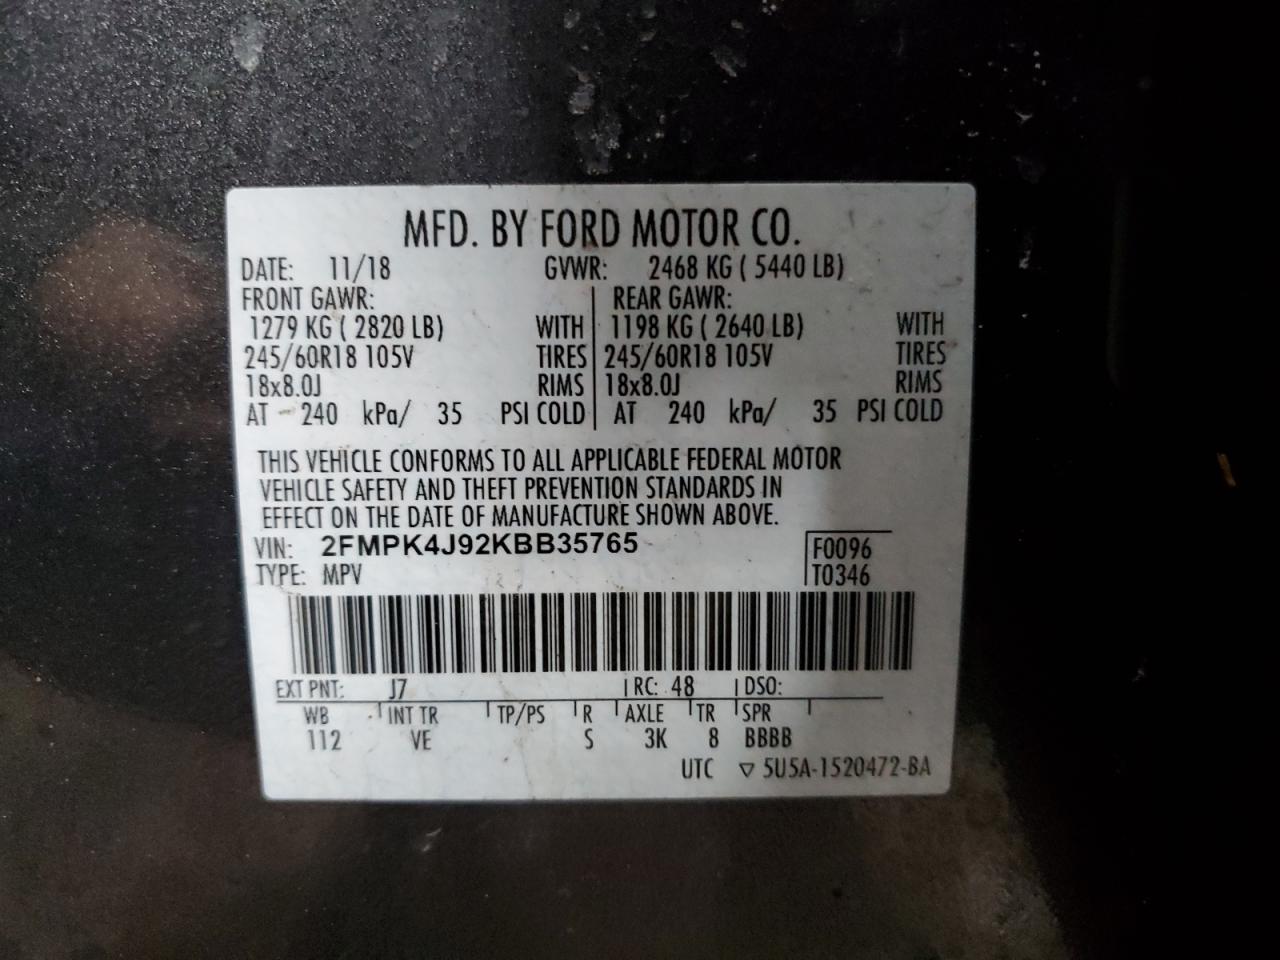 MFD. BY FORD MOTOR CO.
DATE: 11/18 GVWR: 2468 KG ( 5440 LB)
FRONT GAWR: REAR GAWR:
1279 KG ( 2820 LB) WITH 1198 KG ( 2640 LB) WITH
245/60R18 105V TIRES 245/60R18 105V TIRES
18x8.0J RIMS 18x8.0J RIMS
AT 240 kPa/ 35 PSI COLD AT 240 kPa/ 35 PSI COLD
THIS VEHICLE CONFORMS TO ALL APPLICABLE FEDERAL MOTOR
VEHICLE SAFETY AND THEFT PREVENTION STANDARDS IN
EFFECT ON THE DATE OF MANUFACTURE SHOWN ABOVE.
VIN: 2FMPK4J92KBB35765 F0096
TYPE: MPV T0346
EXT PNT: J7 RC: 48 DSO:
WB INT TR TP/PS R AXLE TR SPR
112 VE S 3K 8 BBBB
UTC ▽ 5U5A-1520472-BA